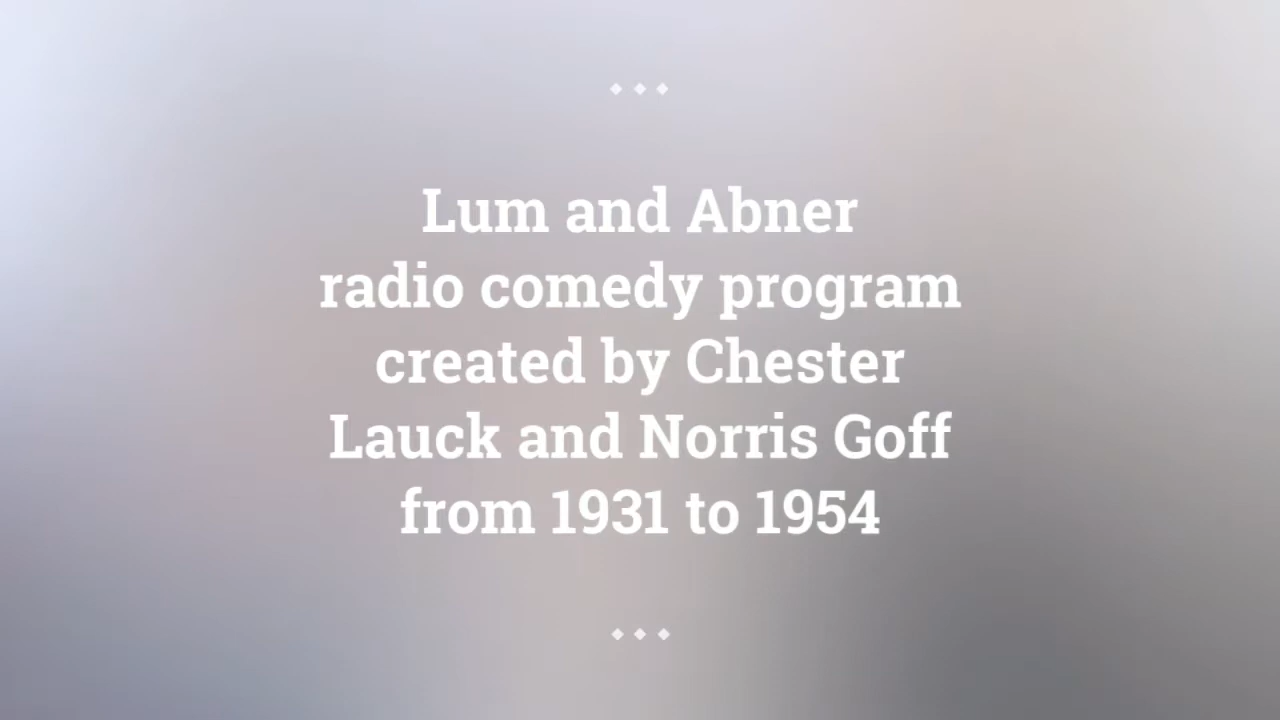 Lum and Abner
radio comedy program
created by Chester
Lauck and Norris Goff
from 1931 to 1954